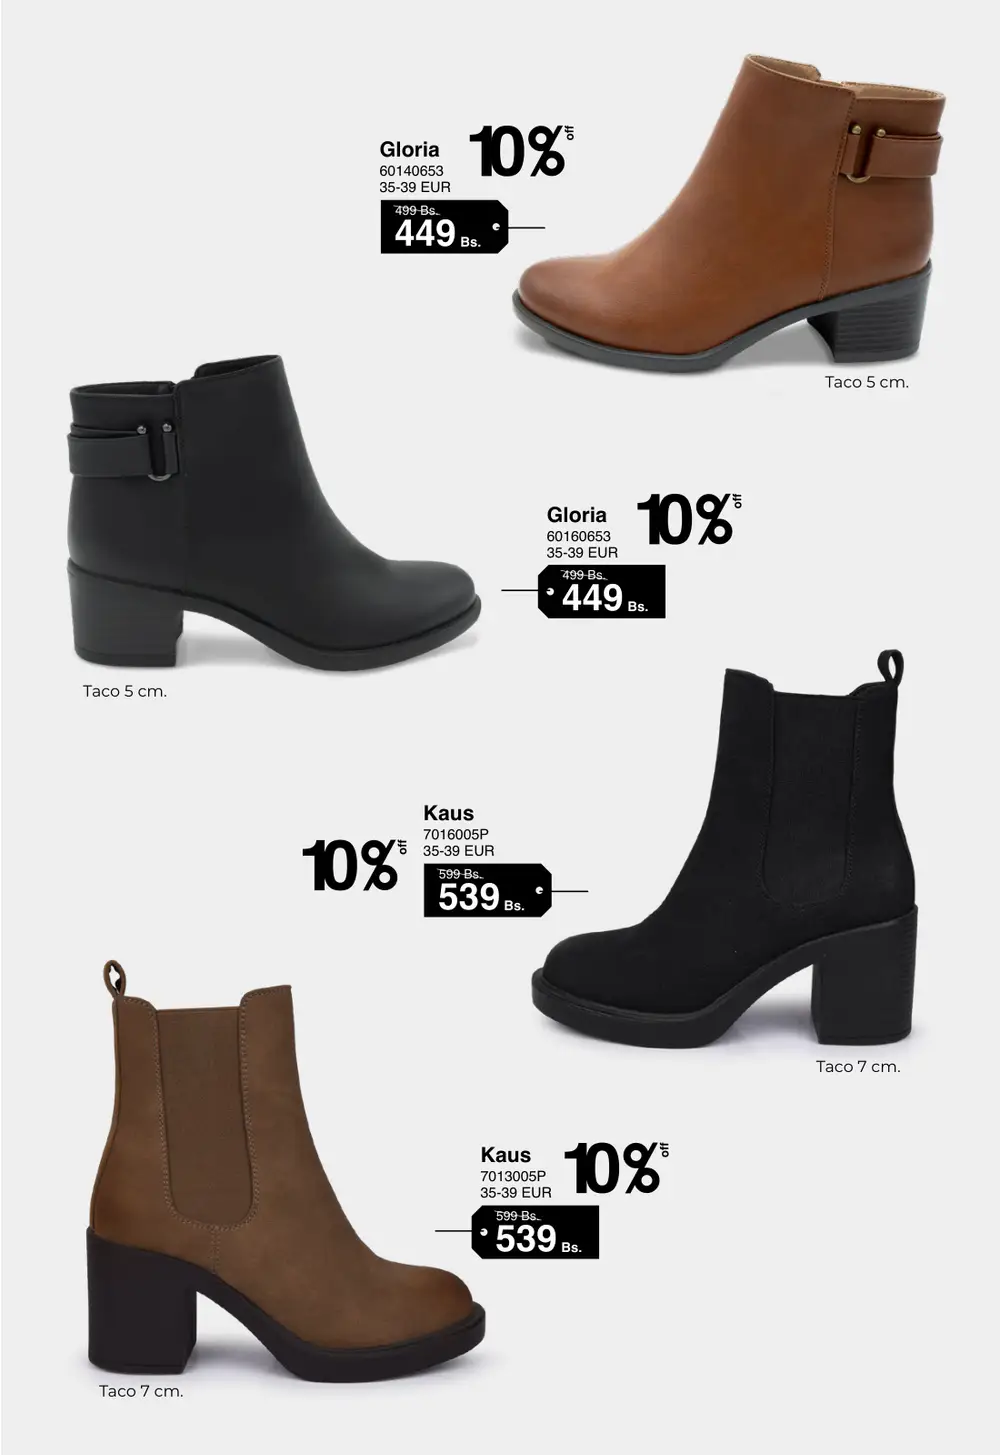 Gloria
60140653
35-39 EUR
10% off
499 Bs.
449 Bs.
Taco 5 cm.
Gloria
60160653
35-39 EUR
10% off
499 Bs.
449 Bs.
Taco 5 cm.
Kaus
7016005P
35-39 EUR
10% off
599 Bs.
539 Bs.
Taco 7 cm.
Kaus
7013005P
35-39 EUR
10% off
599 Bs.
539 Bs.
Taco 7 cm.